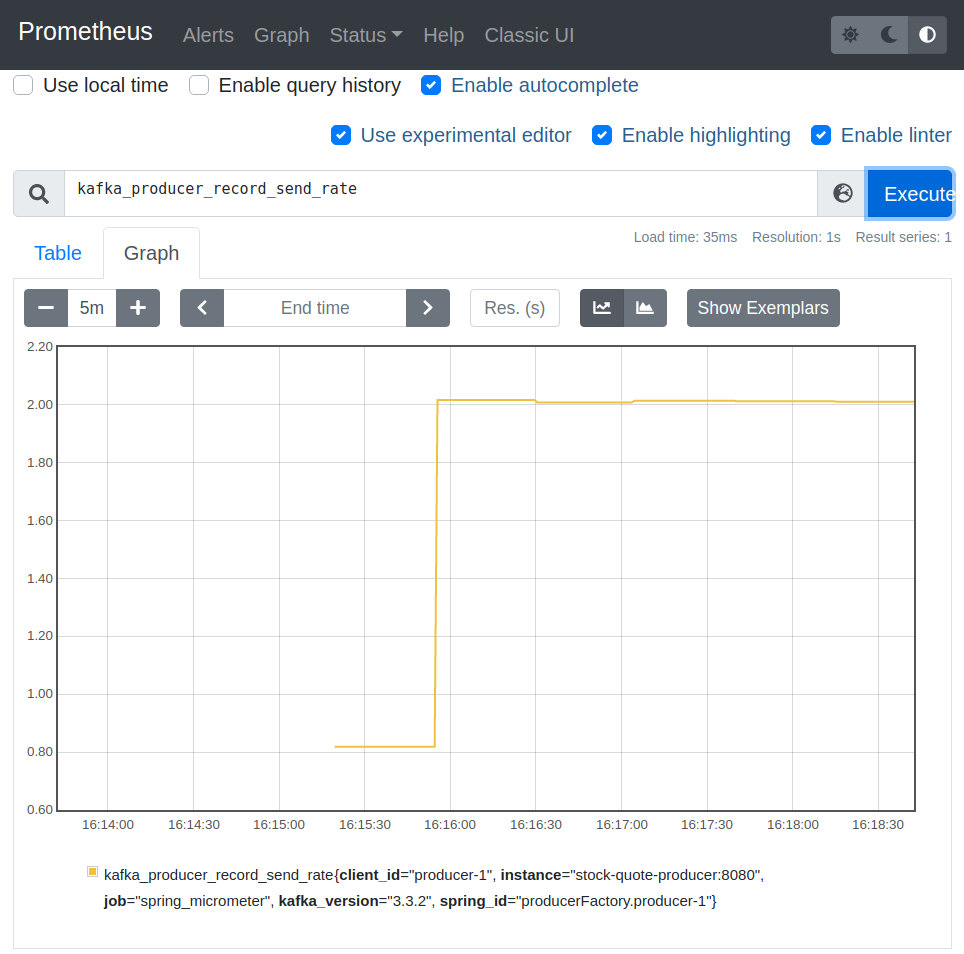 Prometheus Alerts Graph Status Help Classic UI
Use local time Enable query history Enable autocomplete
Use experimental editor Enable highlighting Enable linter
kafka_producer_record_send_rate Execute
Load time: 35ms Resolution: 1s Result series: 1
Table Graph
5m End time Res. (s) Show Exemplars
2.20
2.00
1.80
1.60
1.40
1.20
1.00
0.80
0.60
16:14:00 16:14:30 16:15:00 16:15:30 16:16:00 16:16:30 16:17:00 16:17:30 16:18:00 16:18:30
kafka_producer_record_send_rate{client_id="producer-1", instance="stock-quote-producer:8080",
job="spring_micrometer", kafka_version="3.3.2", spring_id="producerFactory.producer-1"}